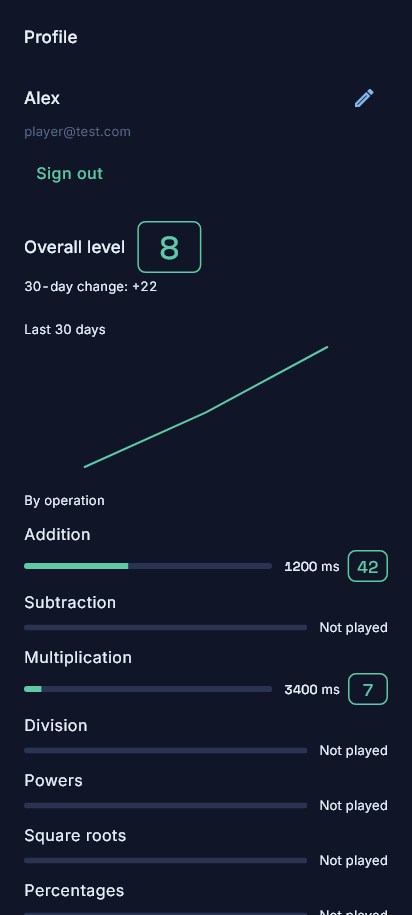 Profile
Alex
player@test.com
Sign out
Overall level 8
30-day change: +22
Last 30 days
By operation
Addition
1200 ms 42
Subtraction
Not played
Multiplication
3400 ms 7
Division
Not played
Powers
Not played
Square roots
Not played
Percentages
Not played